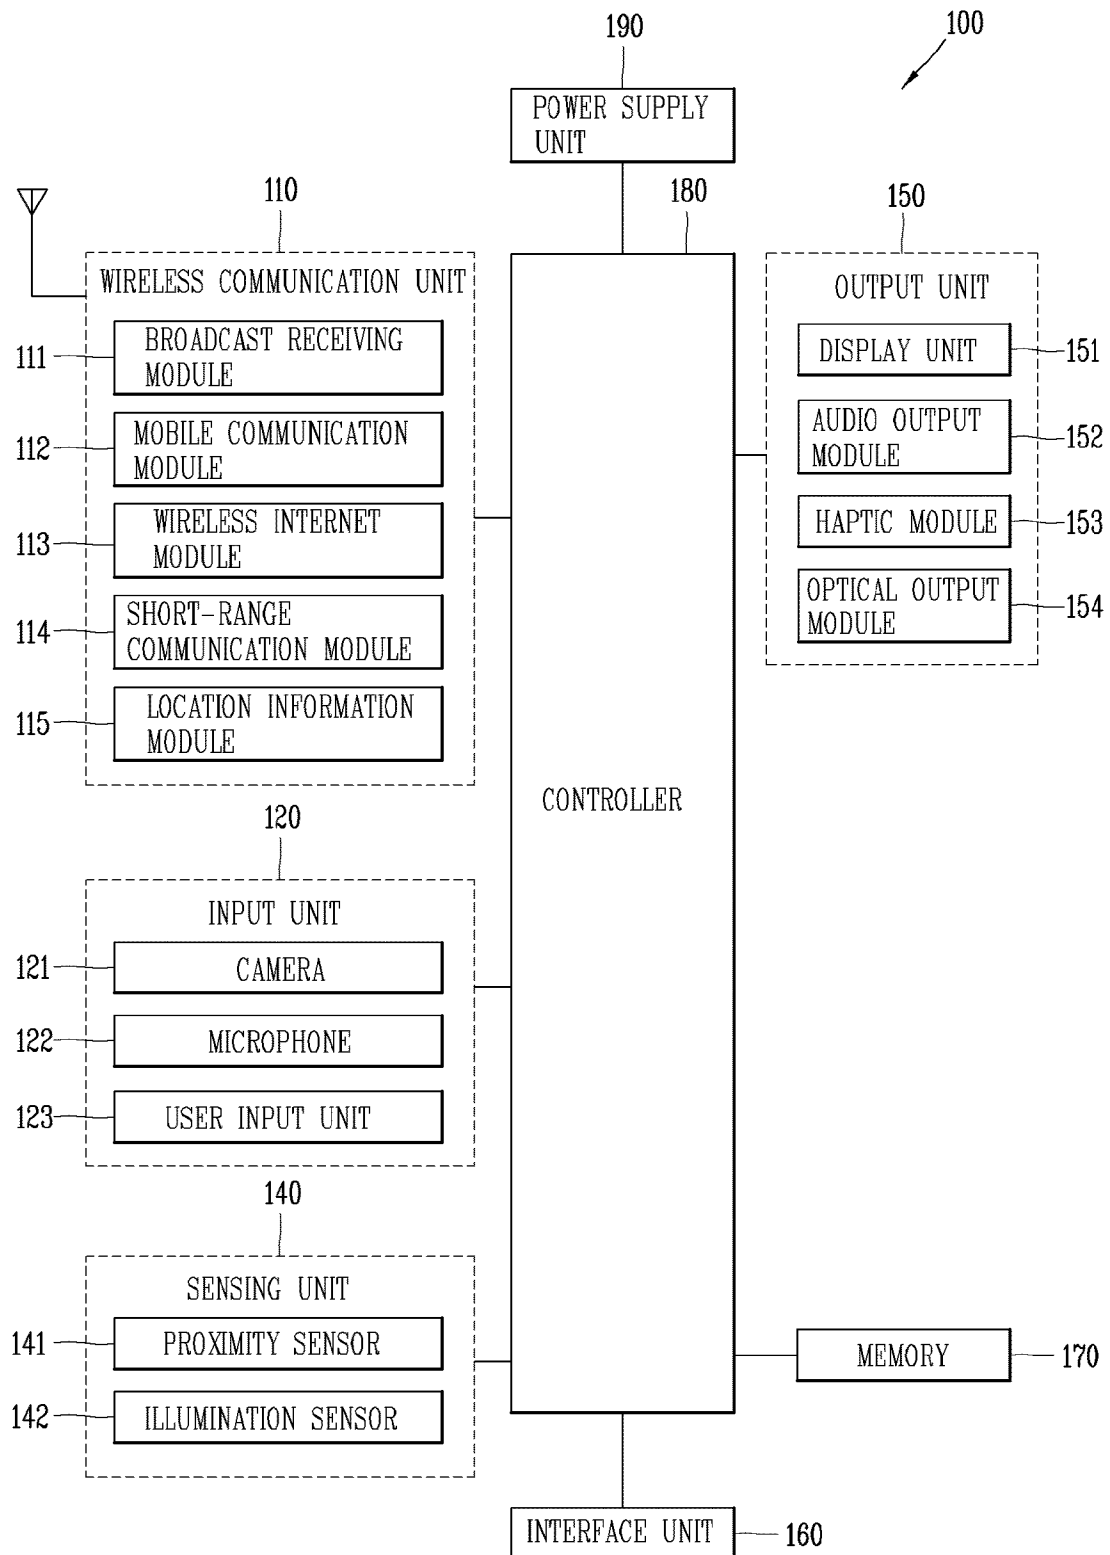 100
190
POWER SUPPLY
UNIT
110
180
150
WIRELESS COMMUNICATION UNIT
111
BROADCAST RECEIVING
MODULE
112
MOBILE COMMUNICATION
MODULE
113
WIRELESS INTERNET
MODULE
114
SHORT-RANGE
COMMUNICATION MODULE
115
LOCATION INFORMATION
MODULE
OUTPUT UNIT
DISPLAY UNIT
151
AUDIO OUTPUT
MODULE
152
HAPTIC MODULE
153
OPTICAL OUTPUT
MODULE
154
CONTROLLER
120
INPUT UNIT
121
CAMERA
122
MICROPHONE
123
USER INPUT UNIT
140
SENSING UNIT
141
PROXIMITY SENSOR
142
ILLUMINATION SENSOR
MEMORY
170
INTERFACE UNIT
160